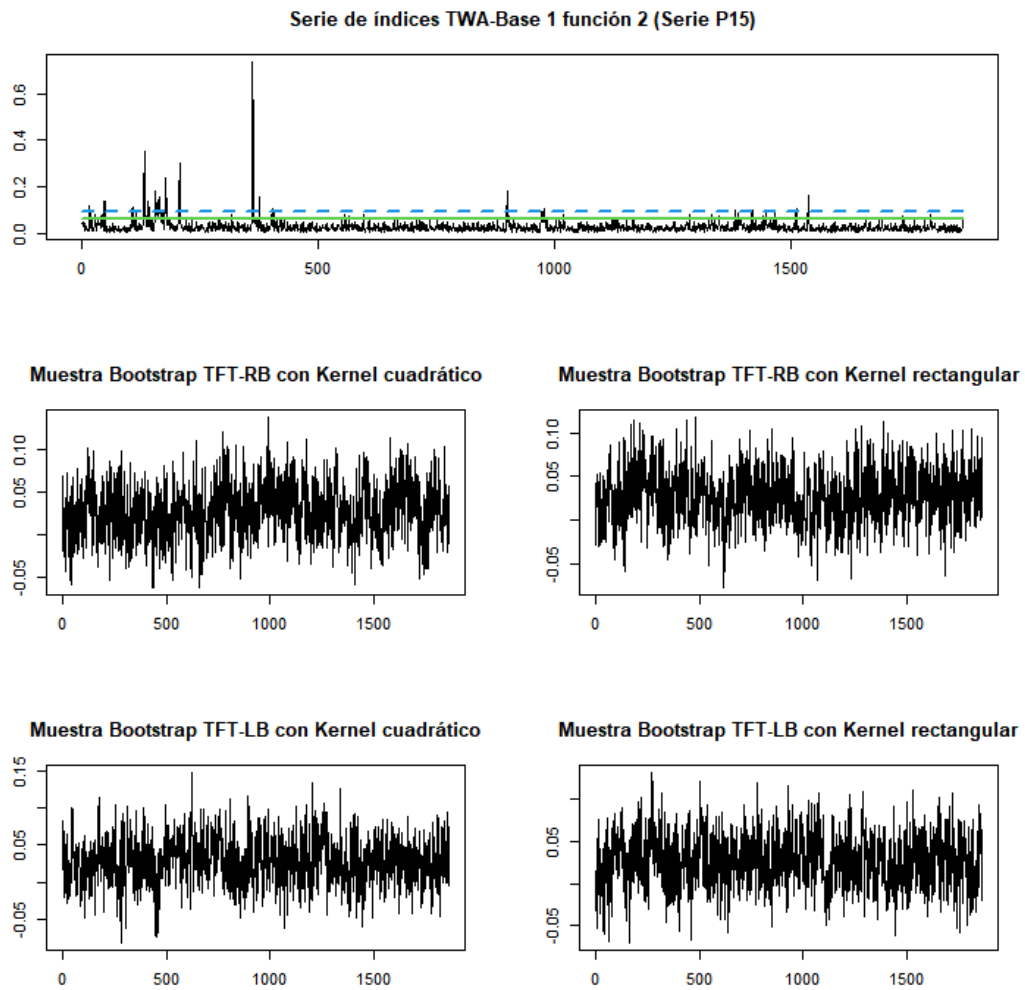 Serie de índices TWA-Base 1 función 2 (Serie P15)
0.6
0.4
0.2
0.0
0 500 1000 1500
Muestra Bootstrap TFT-RB con Kernel cuadrático
0.10
0.05
-0.05
0 500 1000 1500
Muestra Bootstrap TFT-RB con Kernel rectangular
0.10
0.05
-0.05
0 500 1000 1500
Muestra Bootstrap TFT-LB con Kernel cuadrático
0.15
0.05
-0.05
0 500 1000 1500
Muestra Bootstrap TFT-LB con Kernel rectangular
0.05
-0.05
0 500 1000 1500